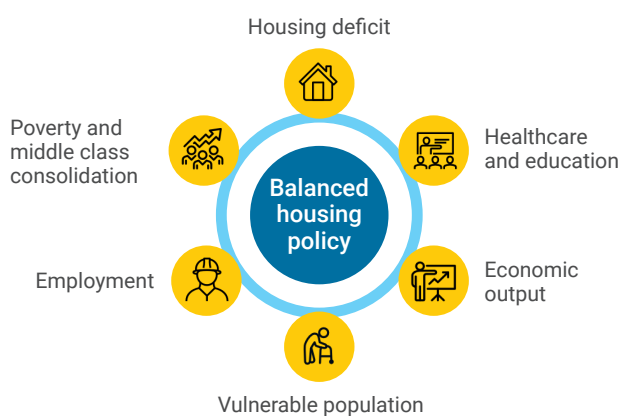 Housing deficit
Poverty and
middle class
consolidation
Healthcare
and education
Balanced
housing
policy
Employment
Economic
output
Vulnerable population